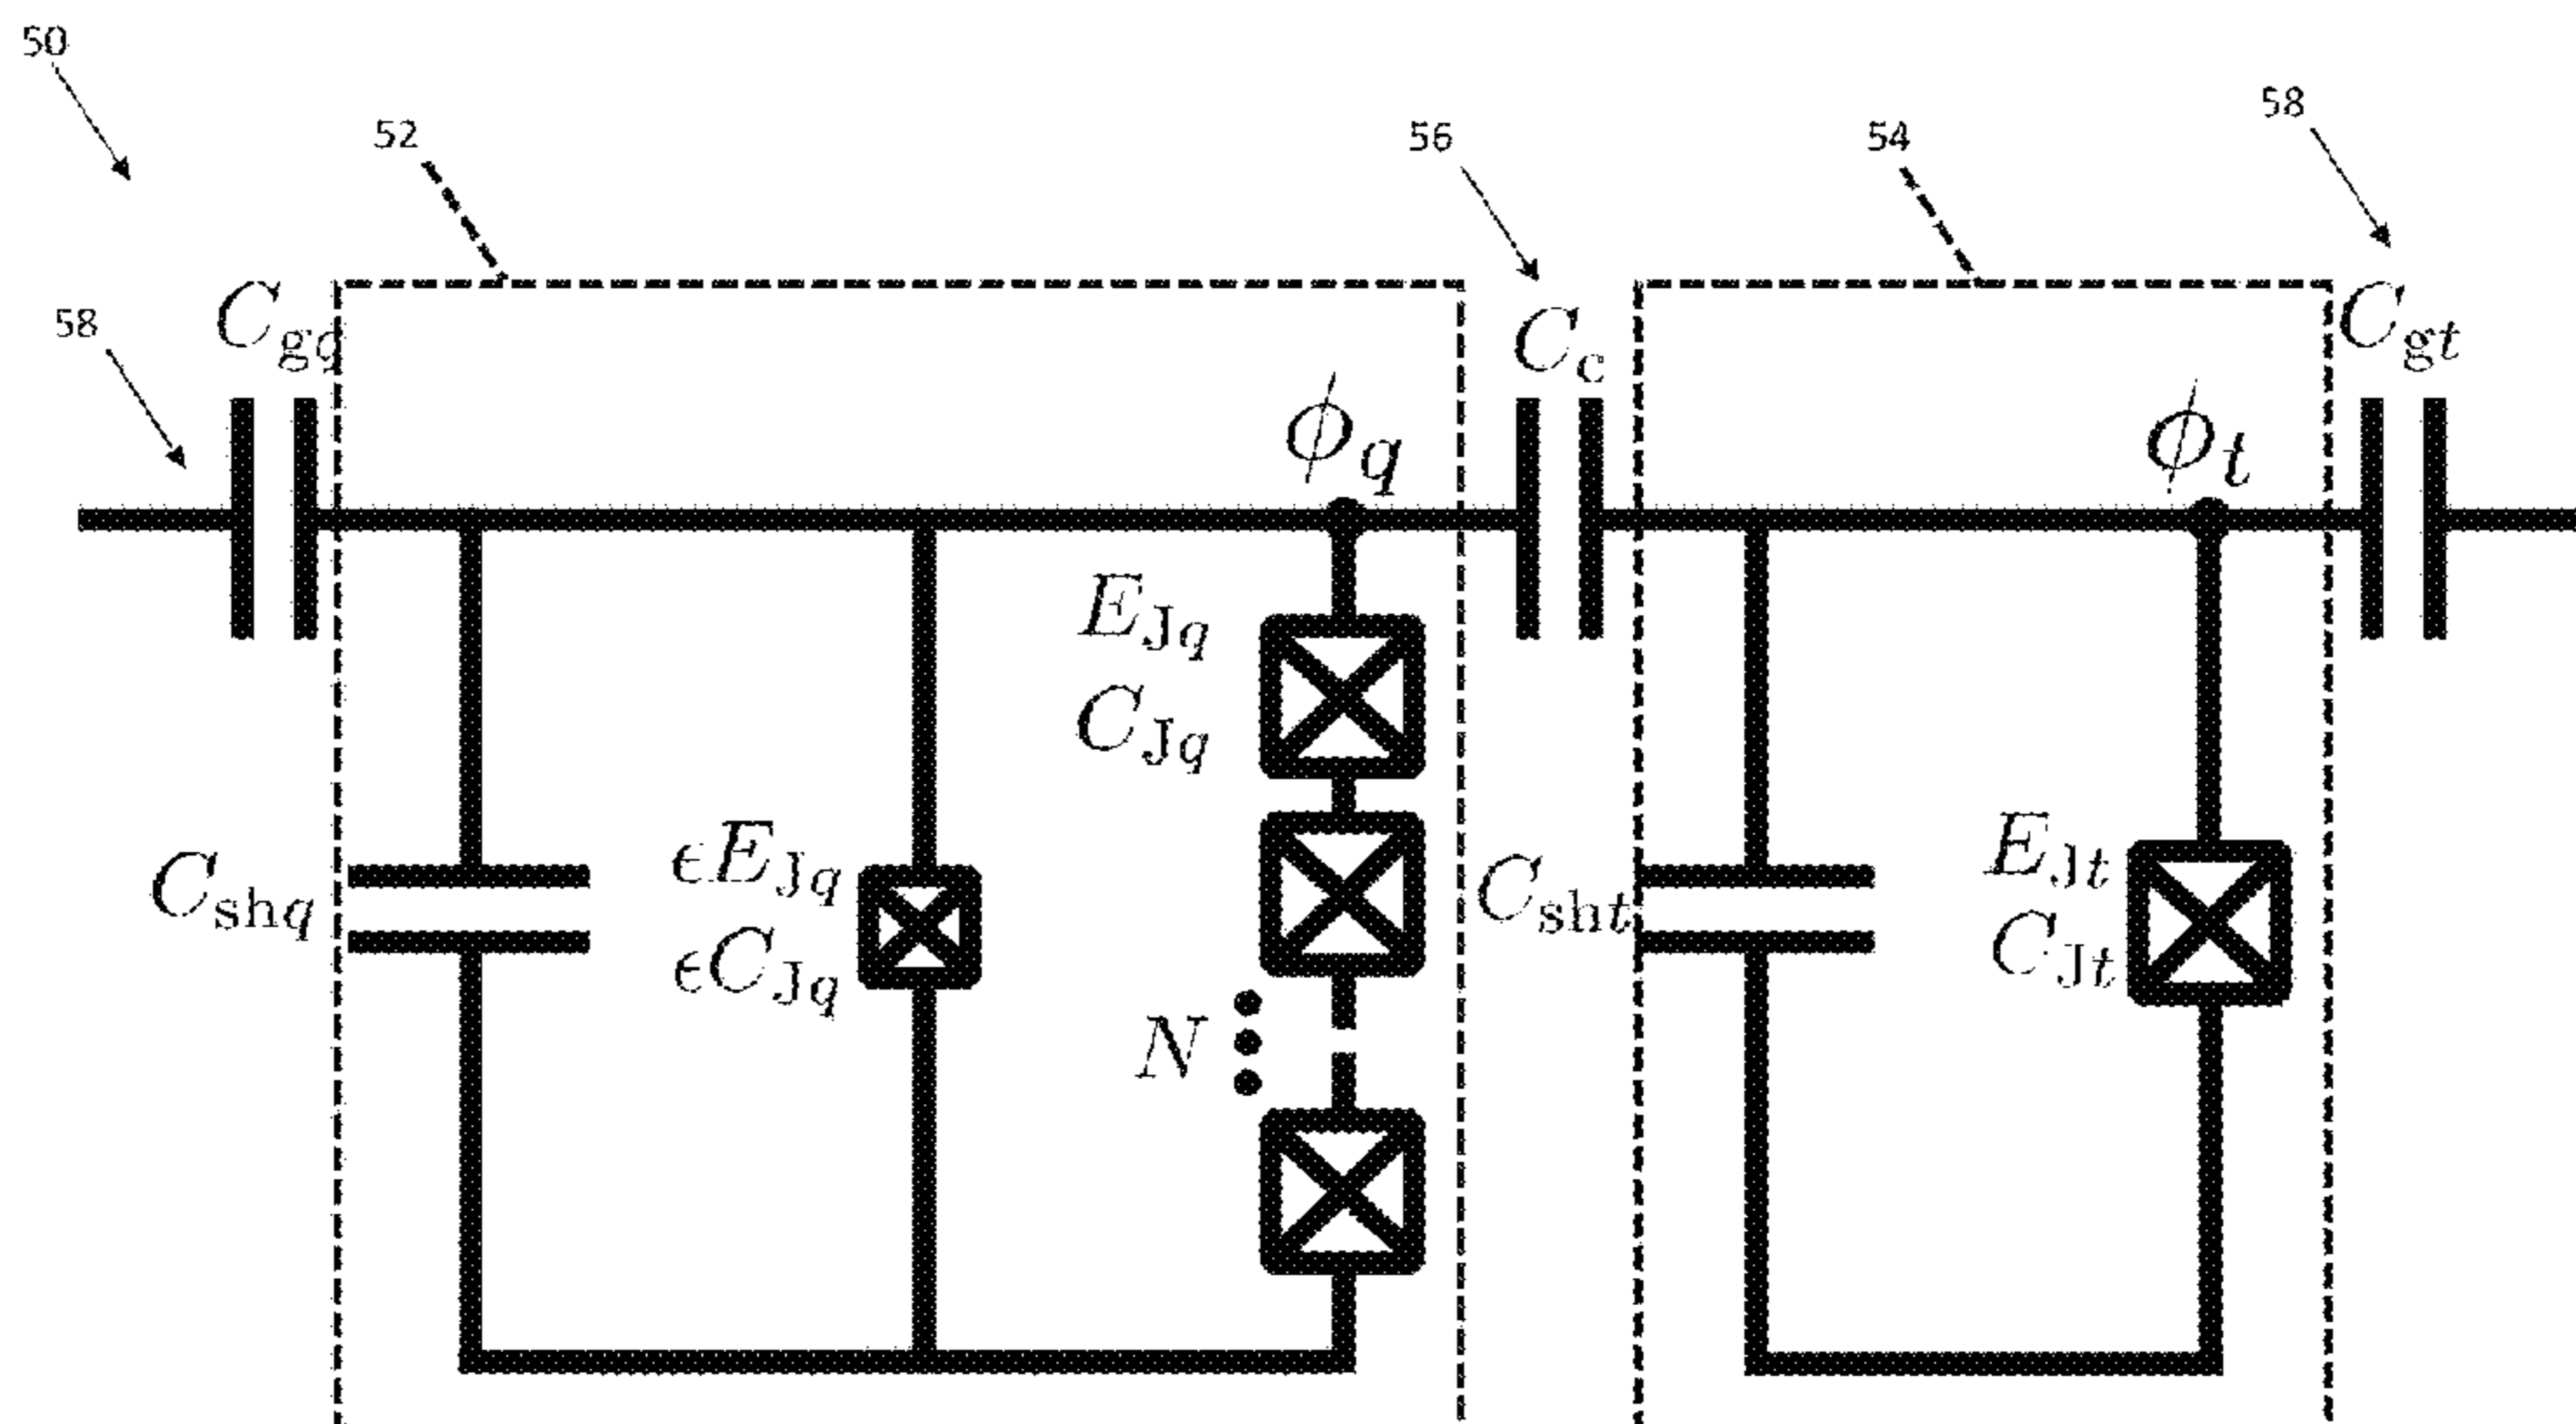 50
52
56
54
58
58
C_gq
C_c
C_gt
ϕ_q
ϕ_t
E_Jq
C_Jq
C_shq
ϵE_Jq
ϵC_Jq
N
C_sht
E_Jt
C_Jt